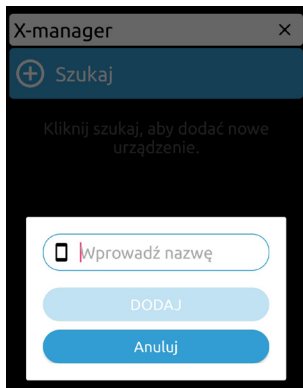 X-manager
Szukaj
Kliknij szukaj, aby dodać nowe
urządzenie.
Wprowadź nazwę
DODAJ
Anuluj